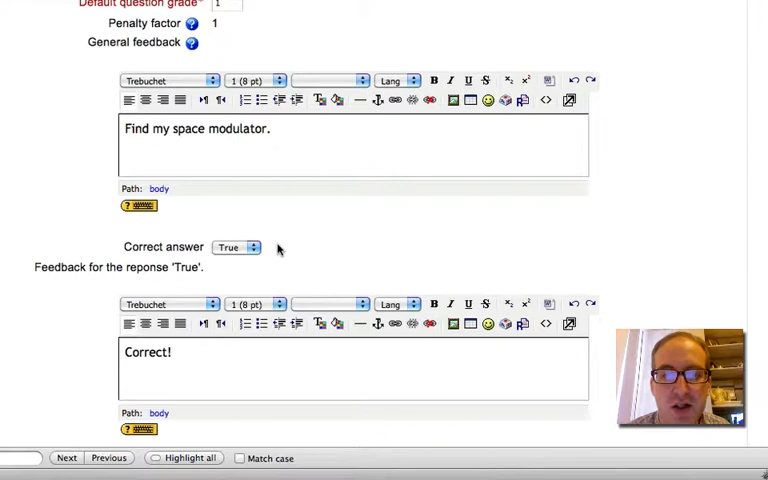 Default question grade* 1
Penalty factor ? 1
General feedback ?
Trebuchet 1 (8 pt) Lang B I U S
Find my space modulator.
Path: body
?
Correct answer True
Feedback for the reponse 'True'.
Trebuchet 1 (8 pt) Lang B I U S
Correct!
Path: body
?
Next Previous Highlight all Match case